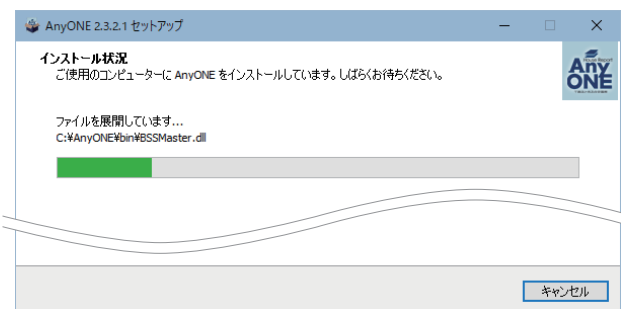 AnyONE 2.3.2.1 セットアップ
インストール状況
ご使用のコンピューターに AnyONE をインストールしています。しばらくお待ちください。
Any
ONE
ファイルを展開しています...
C:¥AnyONE¥bin¥BSSMaster.dll
キャンセル